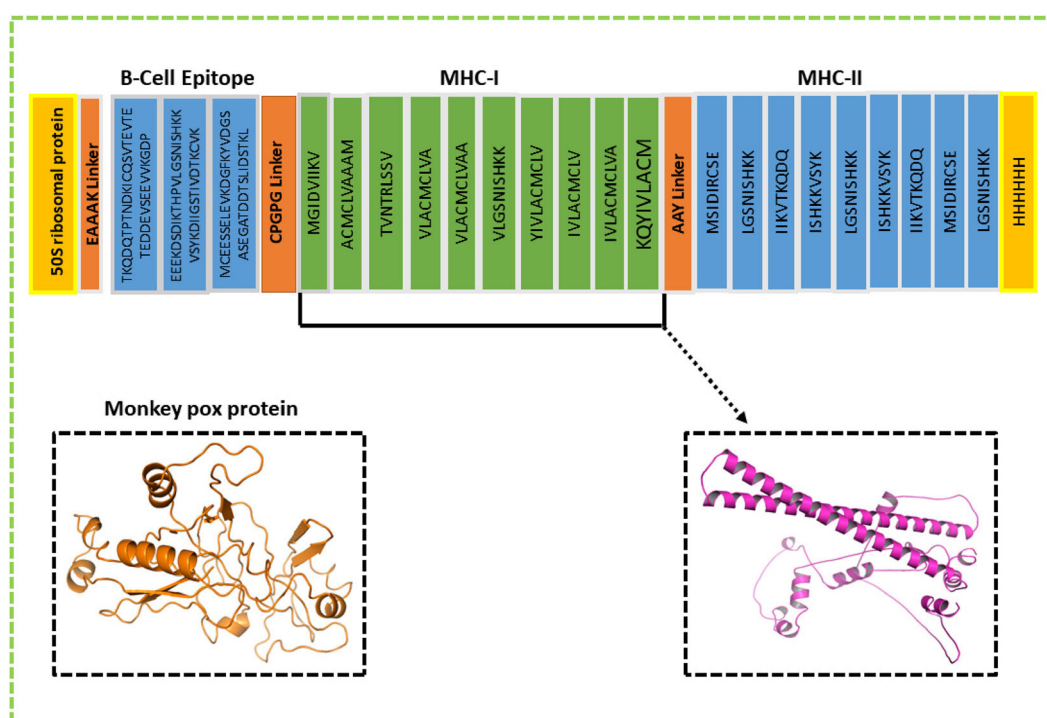 B-Cell Epitope
MHC-I
MHC-II
50S ribosomal protein
EAAAK Linker
TKQDQTPTNDKICQSVTEVTE
TEDDEVSEEVVKGDP
EEEKDSDIKTHPVLGSNISHKK
VSYKDIIGSTIVDTKCVK
MCEESSELEVKDGFKYVDGS
ASEGATDDTSLIDSTKL
CPGPG Linker
MGIDVIIKV
ACMCLVAAAM
TVNTRLSSV
VLACMCLVA
VLACMCLVAA
VLGSNISHKK
YIVLACMCLV
IVLACMCLV
IVLACMCLVA
KQYIVLACM
AAY Linker
MSIDIRCSE
LGSNISHKK
IIKVTKQDQ
ISHKIKVSYK
LGSNISHKK
ISHKKVSYK
IIKVTKQDQ
MSIDIRCSE
LGSNISHKK
HHHHHH
Monkey pox protein